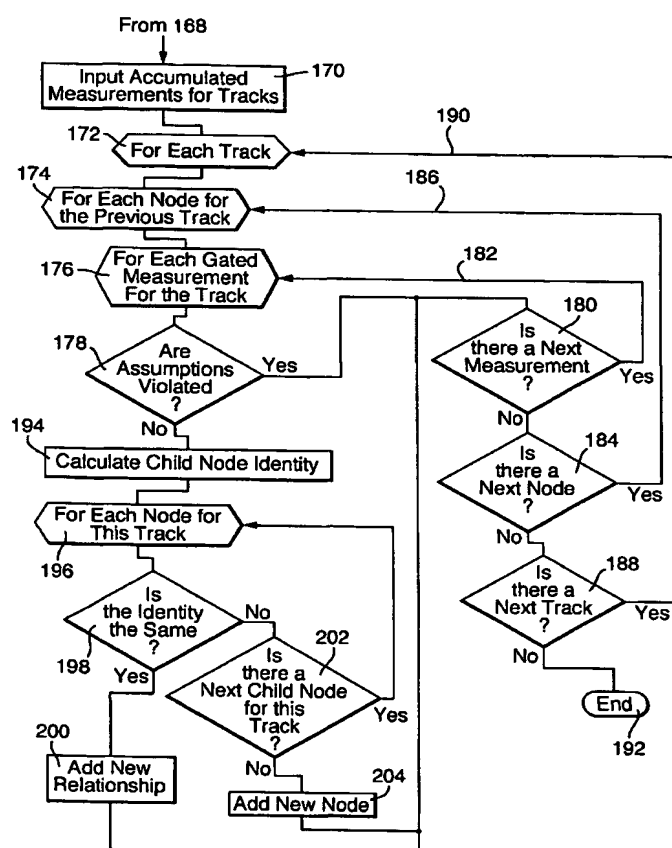 From 168
Input Accumulated
Measurements for Tracks
170
190
172
For Each Track
174
186
For Each Node for
the Previous Track
182
176
For Each Gated
Measurement
For the Track
180
Is
there a Next
Measurement
?
Yes
No
178
Are
Assumptions
Violated
?
Yes
No
194
Calculate Child Node Identity
184
Is
there a
Next Node
?
Yes
No
For Each Node for
This Track
196
188
Is
there a
Next Track
?
Yes
No
Is
the Identity
the Same
?
198
No
Yes
202
Is
there a
Next Child Node
for this
Track
?
Yes
No
End
192
200
Add New
Relationship
204
Add New Node